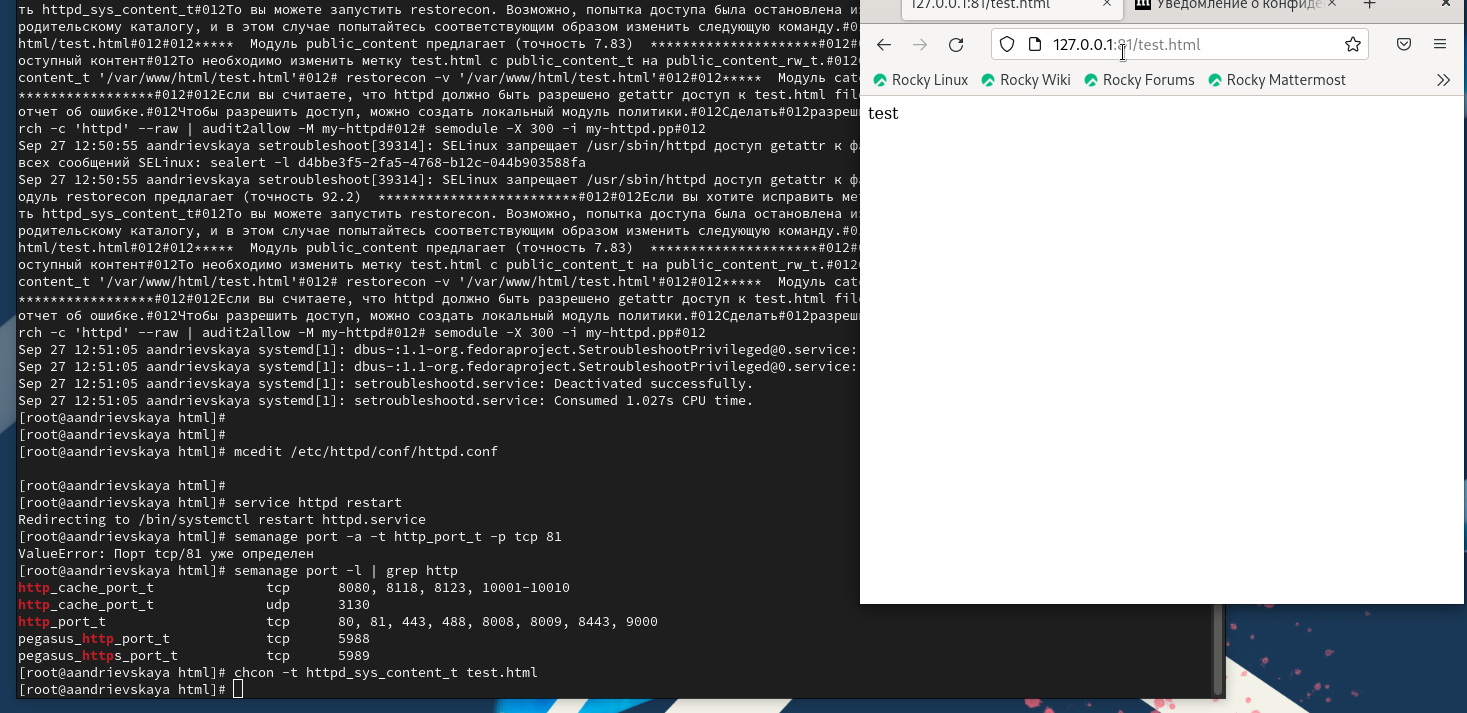 ть httpd_sys_content_t#012То вы можете запустить restorecon. Возможно, попытка доступа была остановлена из
родительскому каталогу, и в этом случае попытайтесь соответствующим образом изменить следующую команду.#0
html/test.html#012#012*****  Модуль public_content предлагает (точность 7.83)  *********************#012#
оступный контент#012То необходимо изменить метку test.html с public_content_t на public_content_rw_t.#012
content_t '/var/www/html/test.html'#012# restorecon -v '/var/www/html/test.html'#012#012*****  Модуль catc
*****************#012#012Если вы считаете, что httpd должно быть разрешено getattr доступ к test.html file
отчет об ошибке.#012Чтобы разрешить доступ, можно создать локальный модуль политики.#012Сделать#012разреши
rch -c 'httpd' --raw | audit2allow -M my-httpd#012# semodule -X 300 -i my-httpd.pp#012
Sep 27 12:50:55 aandrievskaya setroubleshoot[39314]: SELinux запрещает /usr/sbin/httpd доступ getattr к
всех сообщений SELinux: sealert -l d4bbe3f5-2fa5-4768-b12c-044b903588fa
Sep 27 12:50:55 aandrievskaya setroubleshoot[39314]: SELinux запрещает /usr/sbin/httpd доступ getattr к
одуль restorecon предлагает (точность 92.2)  *************************#012#012Если вы хотите исправить
ть httpd_sys_content_t#012То вы можете запустить restorecon. Возможно, попытка доступа была остановлена
родительскому каталогу, и в этом случае попытайтесь соответствующим образом изменить следующую команду.#0
html/test.html#012#012*****  Модуль public_content предлагает (точность 7.83)  *********************#012#
оступный контент#012То необходимо изменить метку test.html с public_content_t на public_content_rw_t.#012
content_t '/var/www/html/test.html'#012# restorecon -v '/var/www/html/test.html'#012#012*****  Модуль catc
*****************#012#012Если вы считаете, что httpd должно быть разрешено getattr доступ к test.html file
отчет об ошибке.#012Чтобы разрешить доступ, можно создать локальный модуль политики.#012Сделать#012разреши
rch -c 'httpd' --raw | audit2allow -M my-httpd#012# semodule -X 300 -i my-httpd.pp#012
Sep 27 12:51:05 aandrievskaya systemd[1]: dbus-:1.1-org.fedoraproject.SetroubleshootPrivileged@0.service:
Sep 27 12:51:05 aandrievskaya systemd[1]: dbus-:1.1-org.fedoraproject.SetroubleshootPrivileged@0.service:
Sep 27 12:51:05 aandrievskaya systemd[1]: setroubleshootd.service: Deactivated successfully.
Sep 27 12:51:05 aandrievskaya systemd[1]: setroubleshootd.service: Consumed 1.027s CPU time.
[root@aandrievskaya html]#
[root@aandrievskaya html]#
[root@aandrievskaya html]# mcedit /etc/httpd/conf/httpd.conf
[root@aandrievskaya html]#
[root@aandrievskaya html]# service httpd restart
Redirecting to /bin/systemctl restart httpd.service
[root@aandrievskaya html]# semanage port -a -t http_port_t -p tcp 81
ValueError: Порт tcp/81 уже определен
[root@aandrievskaya html]# semanage port -l | grep http
http_cache_port_t              tcp      8080, 8118, 8123, 10001-10010
http_cache_port_t              udp      3130
http_port_t                    tcp      80, 81, 443, 488, 8008, 8009, 8443, 9000
pegasus_http_port_t            tcp      5988
pegasus_https_port_t           tcp      5989
[root@aandrievskaya html]# chcon -t httpd_sys_content_t test.html
[root@aandrievskaya html]#
127.0.0.1:81/test.html
Уведомление о конфиде
127.0.0.1:81/test.html
Rocky Linux Rocky Wiki Rocky Forums Rocky Mattermost
test